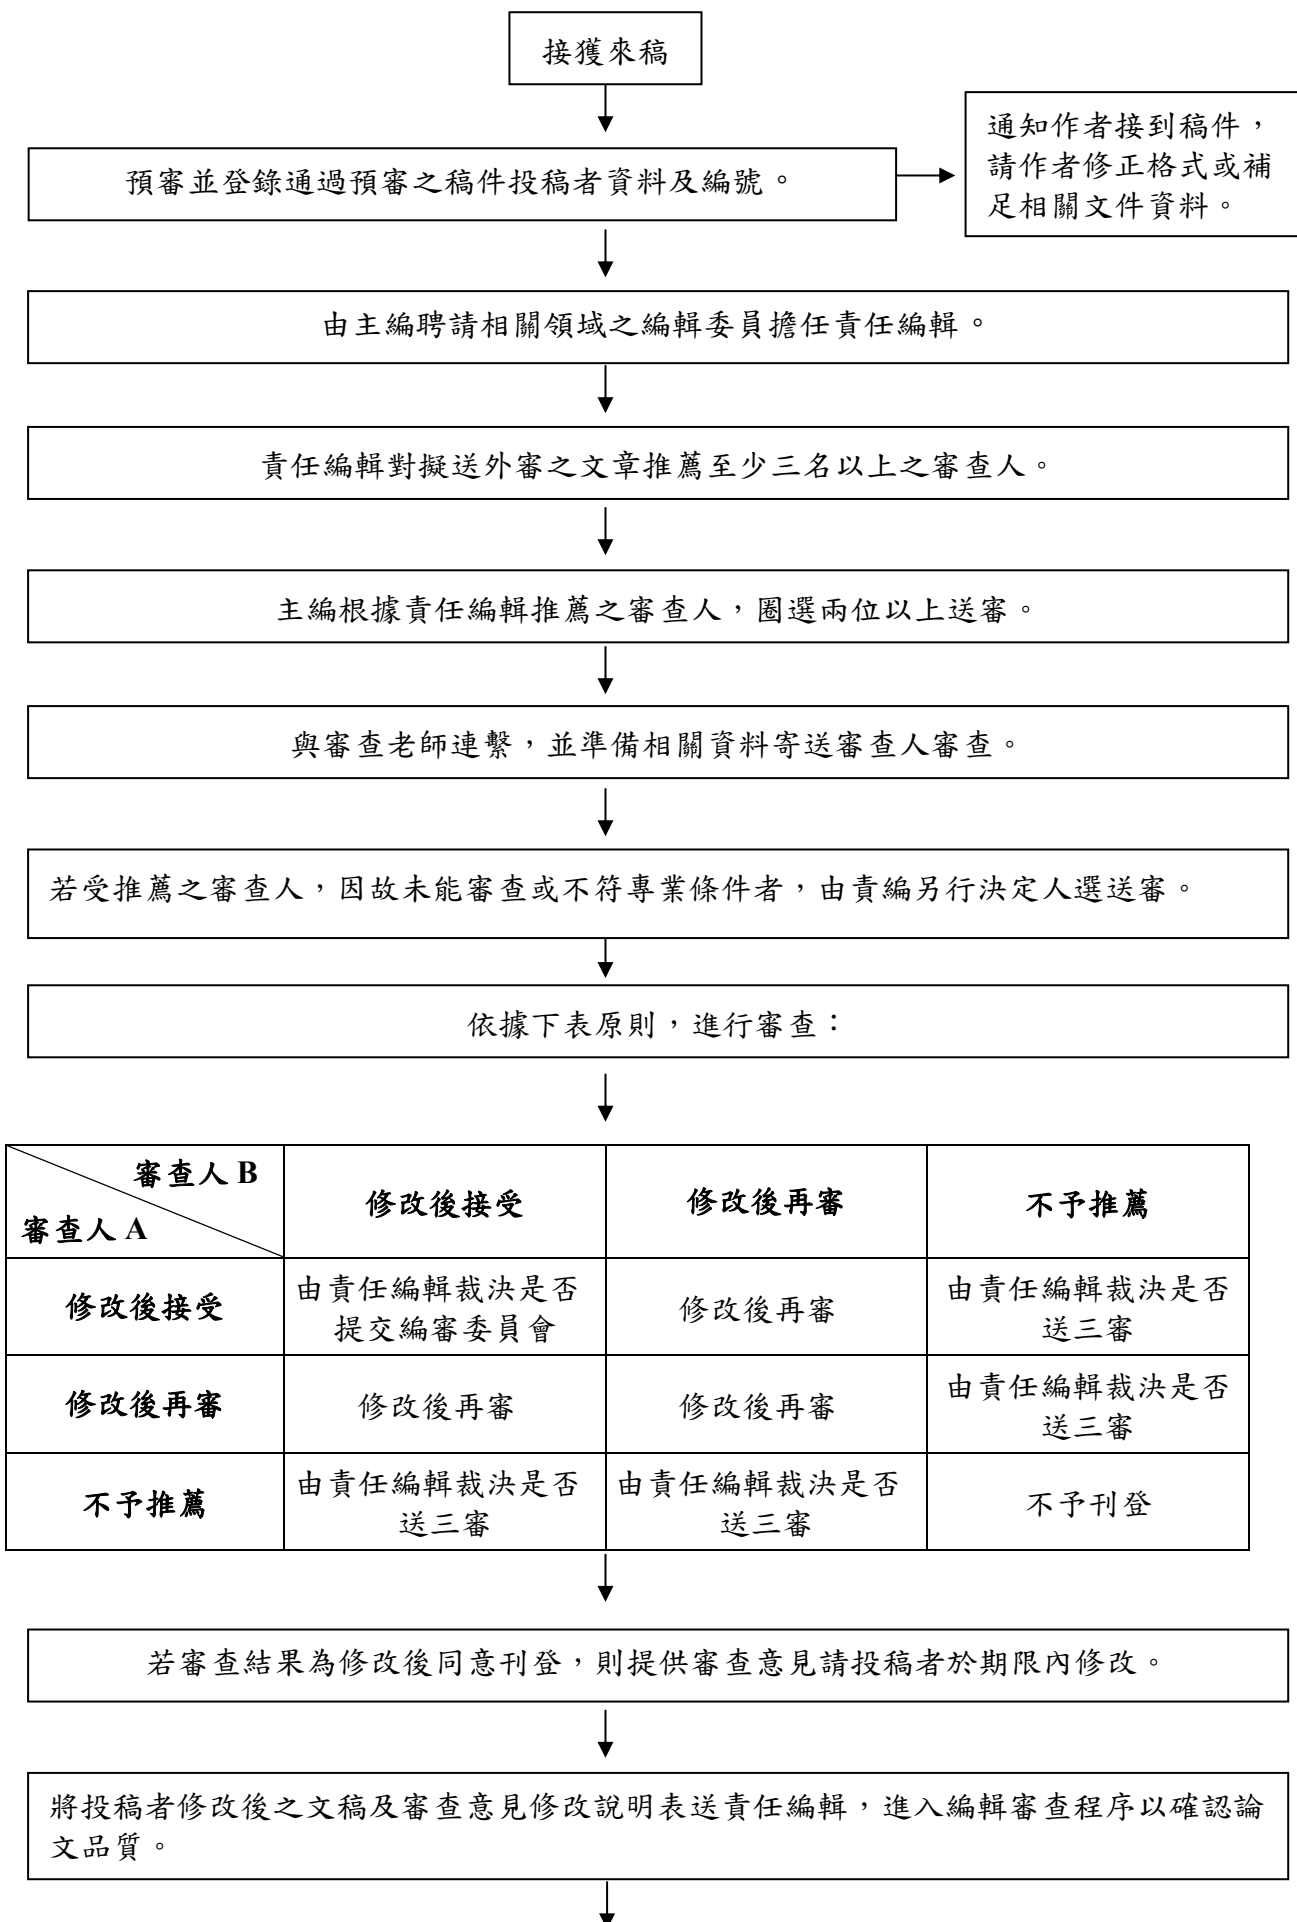 接獲來稿
預審並登錄通過預審之稿件投稿者資料及編號。
通知作者接到稿件，
請作者修正格式或補
足相關文件資料。
由主編聘請相關領域之編輯委員擔任責任編輯。
責任編輯對擬送外審之文章推薦至少三名以上之審查人。
主編根據責任編輯推薦之審查人，圈選兩位以上送審。
與審查老師連繫，並準備相關資料寄送審查人審查。
若受推薦之審查人，因故未能審查或不符專業條件者，由責編另行決定人選送審。
依據下表原則，進行審查：
審查人 B
審查人 A
修改後接受
修改後再審
不予推薦
修改後接受
由責任編輯裁決是否
提交編審委員會
修改後再審
由責任編輯裁決是否
送三審
修改後再審
修改後再審
修改後再審
由責任編輯裁決是否
送三審
不予推薦
由責任編輯裁決是否
送三審
由責任編輯裁決是否
送三審
不予刊登
若審查結果為修改後同意刊登，則提供審查意見請投稿者於期限內修改。
將投稿者修改後之文稿及審查意見修改說明表送責任編輯，進入編輯審查程序以確認論
文品質。